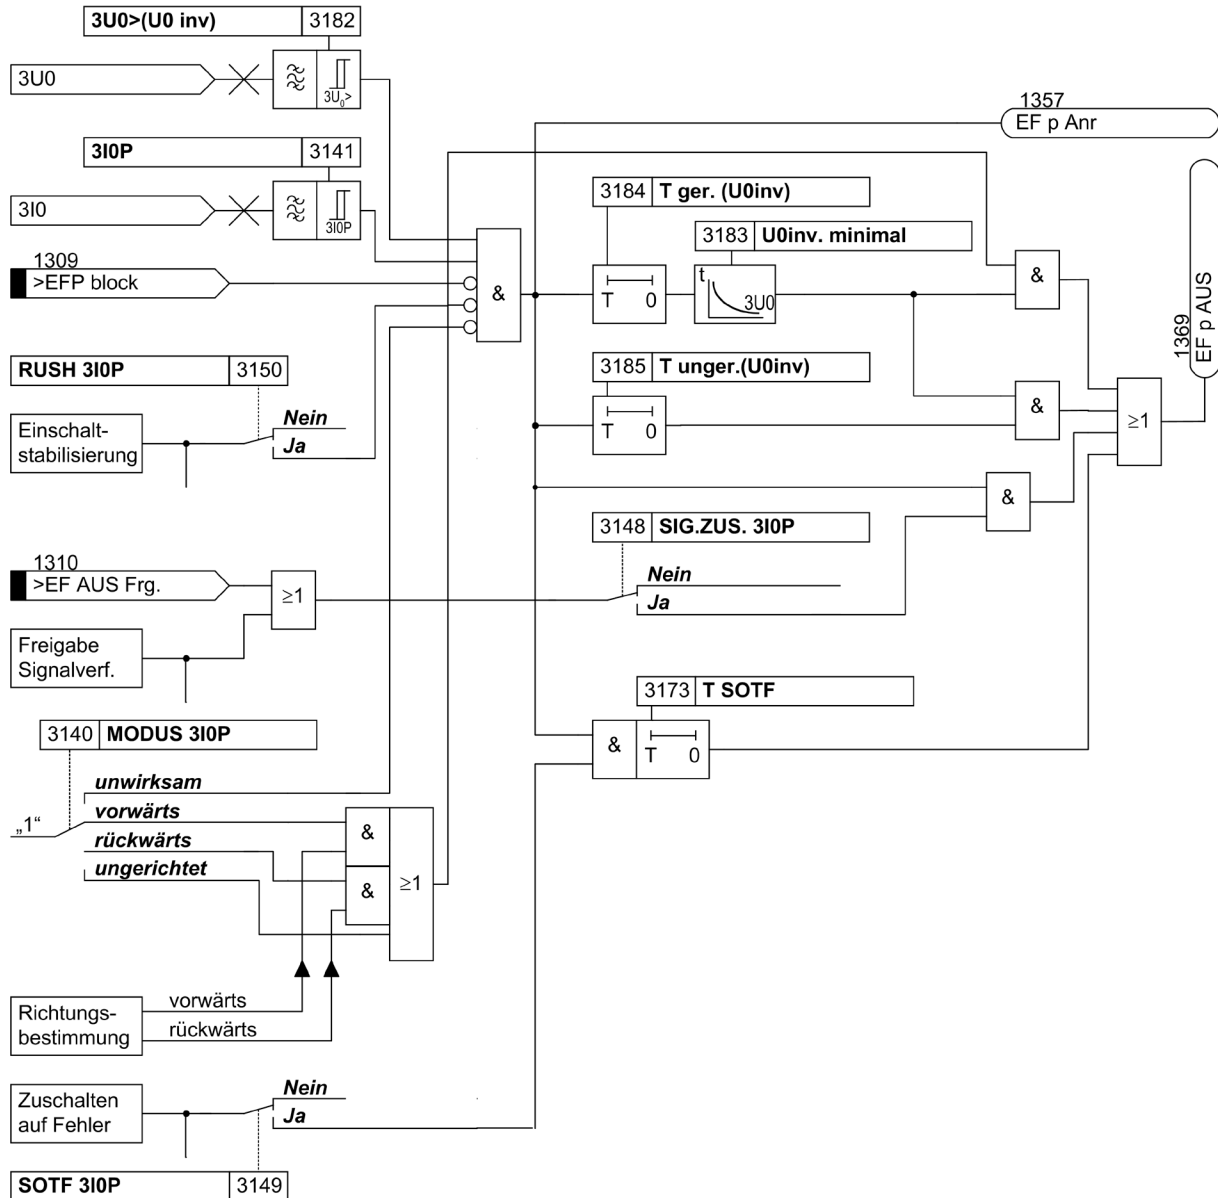 3U0>(U0 inv) 3182
3U0
3U0>
3I0P 3141
3I0
3I0P
1309
>EFP block
&
RUSH 3I0P 3150
Einschalt-
stabilisierung
Nein
Ja
1310
>EF AUS Frg.
≥1
Freigabe
Signalverf.
3140 MODUS 3I0P
„1“
unwirksam
vorwärts
rückwärts
ungerichtet
&
&
≥1
Richtungs-
bestimmung
vorwärts
rückwärts
Zuschalten
auf Fehler
Nein
Ja
SOTF 3I0P 3149
1357
EF p Anr
3184 T ger. (U0inv)
3183 U0inv. minimal
T 0
t
3U0
&
3185 T unger.(U0inv)
T 0
&
≥1
1369
EF p AUS
&
3148 SIG.ZUS. 3I0P
Nein
Ja
3173 T SOTF
&
T 0